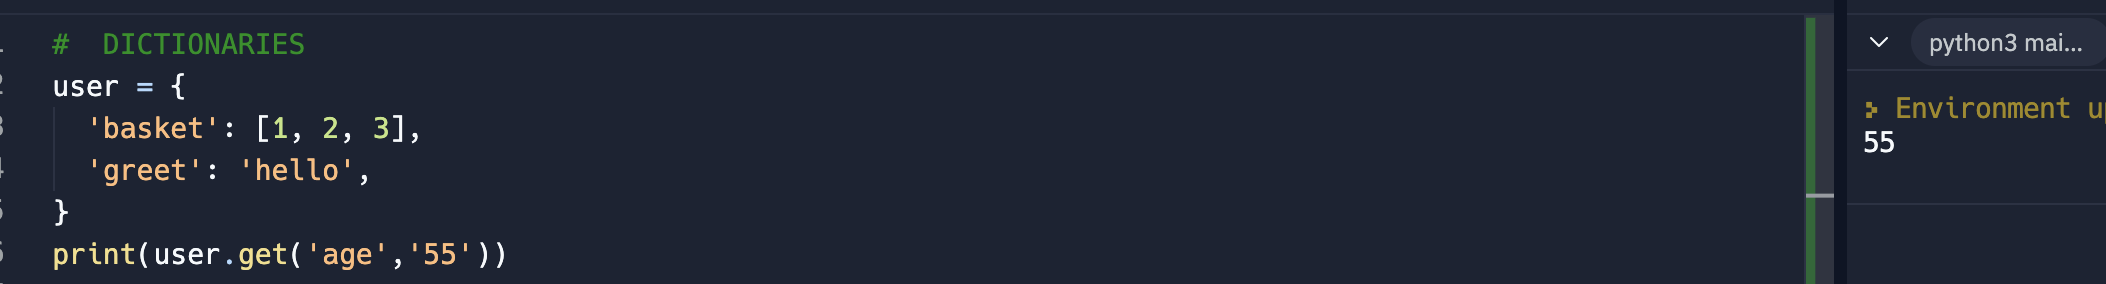 # DICTIONARIES
user = {
'basket': [1, 2, 3],
'greet': 'hello',
}
print(user.get('age','55'))
python3 mai...
Environment
55